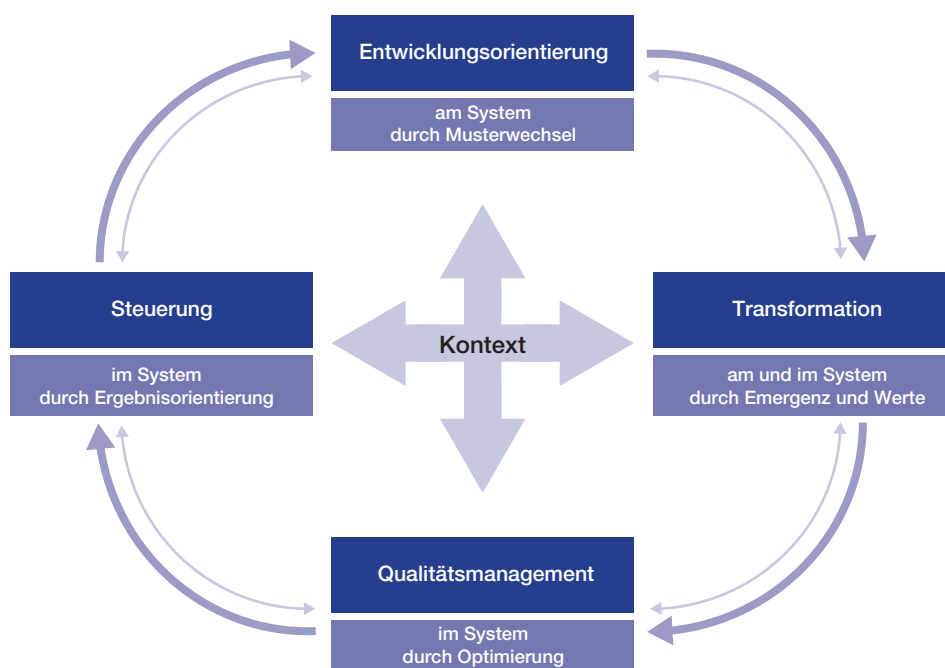 Entwicklungsorientierung
am System
durch Musterwechsel
Steuerung
im System
durch Ergebnisorientierung
Kontext
Transformation
am und im System
durch Emergenz und Werte
Qualitätsmanagement
im System
durch Optimierung